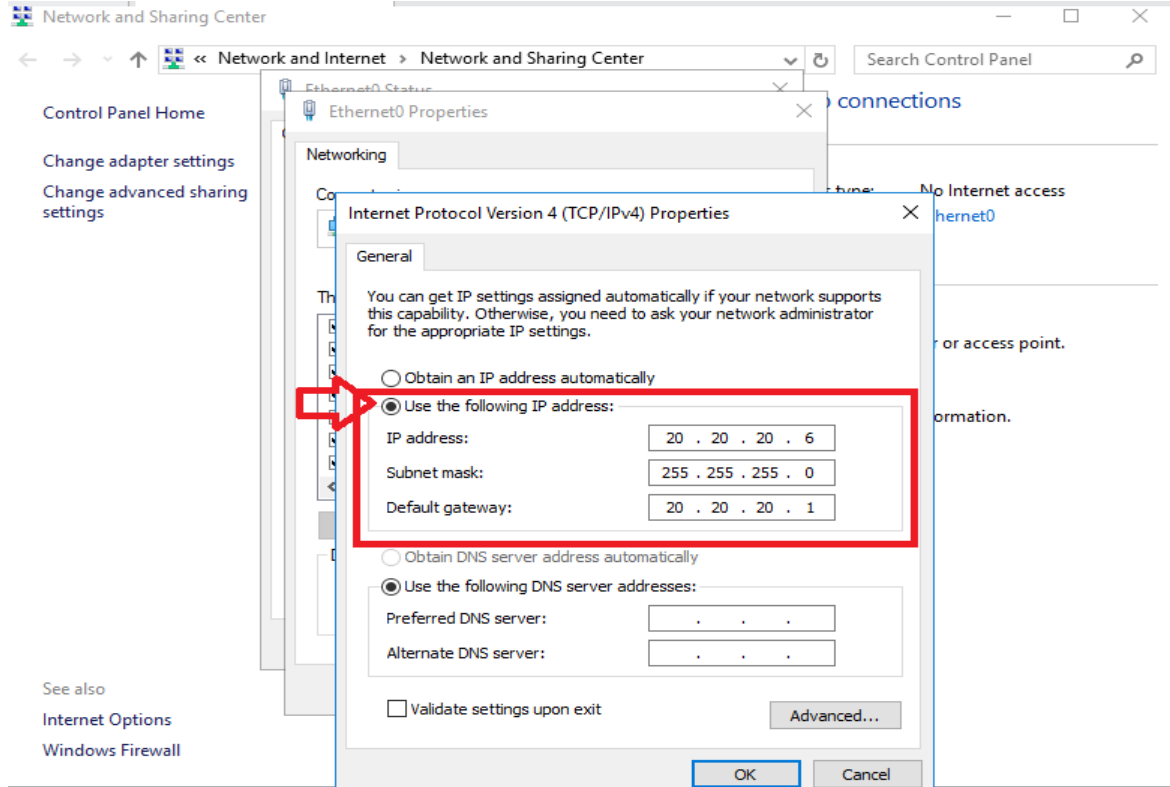 Network and Sharing Center
« Network and Internet > Network and Sharing Center
Search Control Panel
Control Panel Home
Change adapter settings
Change advanced sharing
settings
See also
Internet Options
Windows Firewall
connections
No Internet access
hernet0
or access point.
ormation.
Ethernet0 Status
Ethernet0 Properties
Networking
Internet Protocol Version 4 (TCP/IPv4) Properties
General
You can get IP settings assigned automatically if your network supports
this capability. Otherwise, you need to ask your network administrator
for the appropriate IP settings.
Obtain an IP address automatically
Use the following IP address:
IP address: 20 . 20 . 20 . 6
Subnet mask: 255 . 255 . 255 . 0
Default gateway: 20 . 20 . 20 . 1
Obtain DNS server address automatically
Use the following DNS server addresses:
Preferred DNS server: . . .
Alternate DNS server: . . .
Validate settings upon exit
Advanced...
OK Cancel